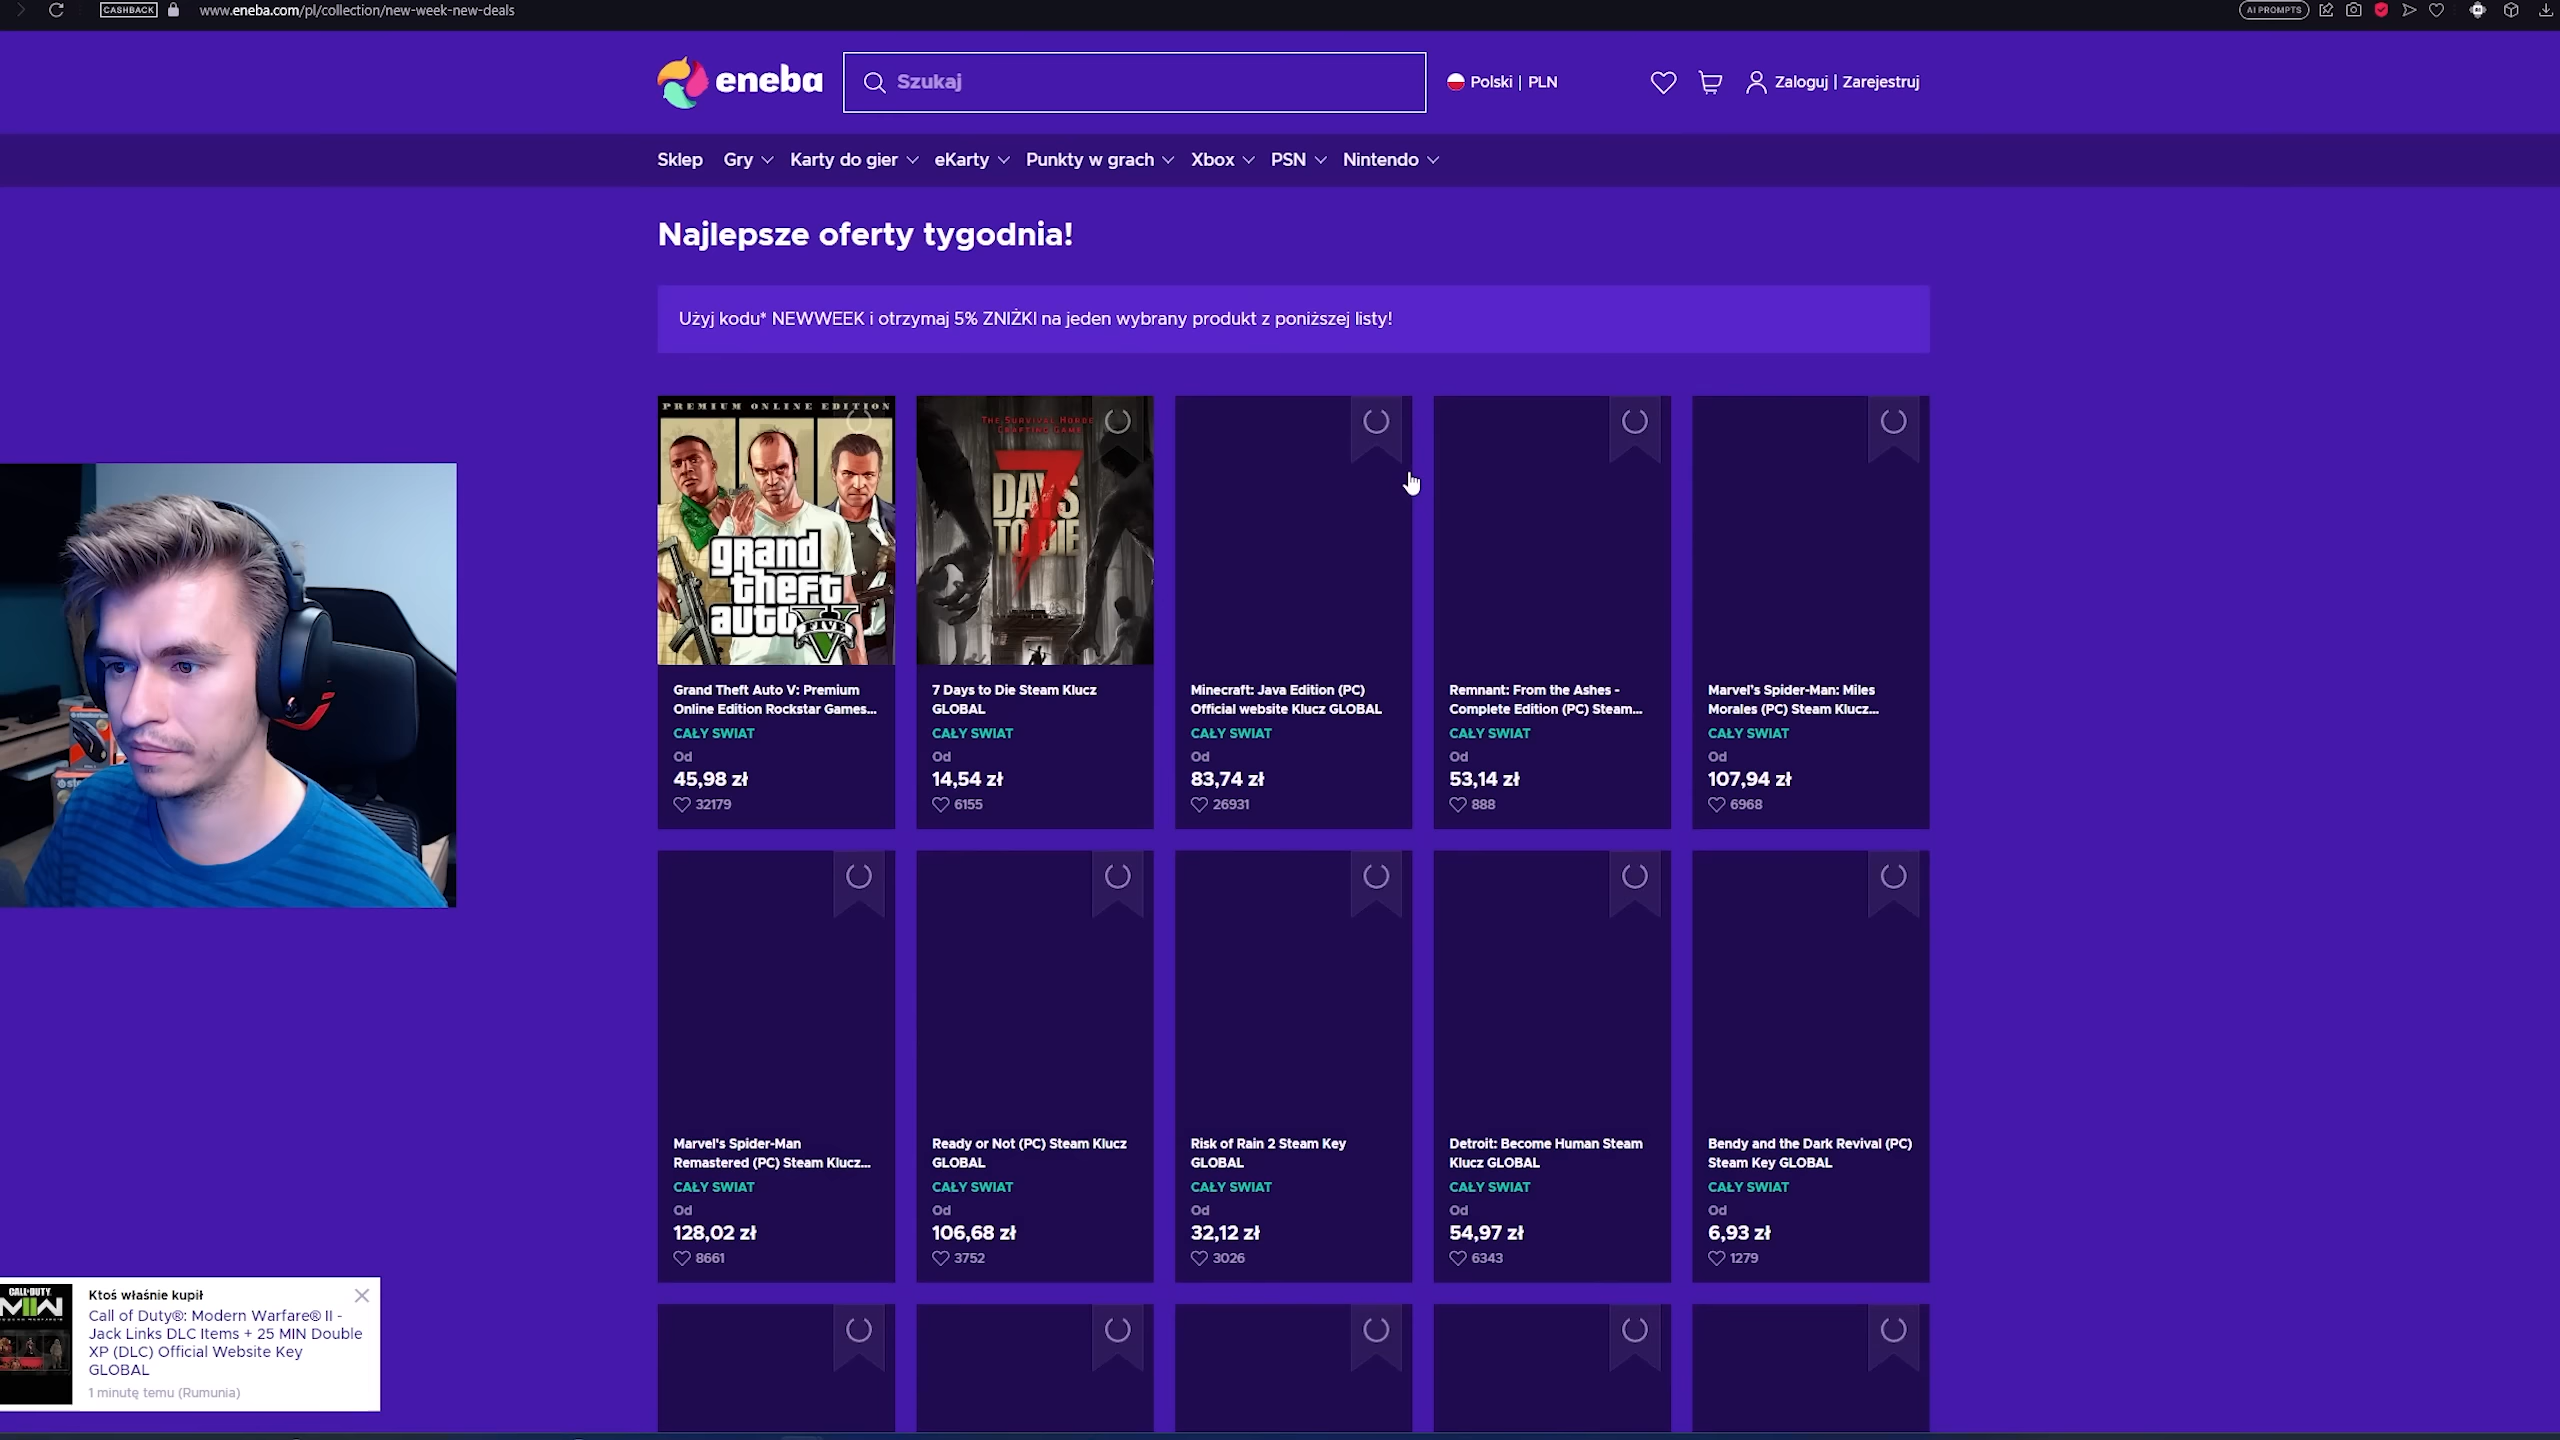 CASHBACK
www.eneba.com/pl/collection/new-week-new-deals
AI PROMPTS
eneba
Szukaj
Polski | PLN
Zaloguj | Zarejestruj
Sklep
Gry
Karty do gier
eKarty
Punkty w grach
Xbox
PSN
Nintendo
Najlepsze oferty tygodnia!
Użyj kodu* NEWWEEK i otrzymaj 5% ZNIŻKI na jeden wybrany produkt z poniższej listy!
PREMIUM ONLINE EDITION
grand
theft
auto V
FIVE
Grand Theft Auto V: Premium
Online Edition Rockstar Games...
CAŁY SWIAT
Od
45,98 zł
32179
THE SURVIVAL HORDE
CRAFTING GAME
7
DAYS
TO DIE
7 Days to Die Steam Klucz
GLOBAL
CAŁY SWIAT
Od
14,54 zł
6155
Minecraft: Java Edition (PC)
Official website Klucz GLOBAL
CAŁY SWIAT
Od
83,74 zł
26931
Remnant: From the Ashes -
Complete Edition (PC) Steam...
CAŁY SWIAT
Od
53,14 zł
888
Marvel's Spider-Man: Miles
Morales (PC) Steam Klucz...
CAŁY SWIAT
Od
107,94 zł
6968
Marvel's Spider-Man
Remastered (PC) Steam Klucz...
CAŁY SWIAT
Od
128,02 zł
8661
Ready or Not (PC) Steam Klucz
GLOBAL
CAŁY SWIAT
Od
106,68 zł
3752
Risk of Rain 2 Steam Key
GLOBAL
CAŁY SWIAT
Od
32,12 zł
3026
Detroit: Become Human Steam
Klucz GLOBAL
CAŁY SWIAT
Od
54,97 zł
6343
Bendy and the Dark Revival (PC)
Steam Key GLOBAL
CAŁY SWIAT
Od
6,93 zł
1279
CALL OF DUTY
Ktoś właśnie kupił
Call of Duty®: Modern Warfare® II -
Jack Links DLC Items + 25 MIN Double
XP (DLC) Official Website Key
GLOBAL
1 minutę temu (Rumunia)